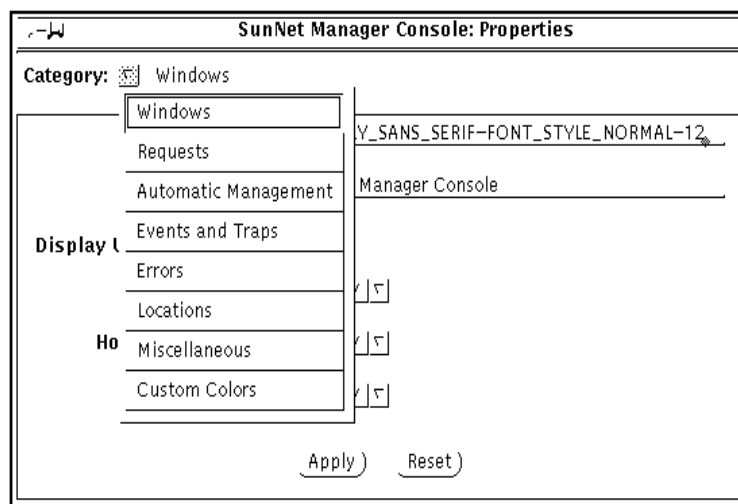 SunNet Manager Console: Properties
Category: Windows
Windows
Y_SANS_SERIF-FONT_STYLE_NORMAL-12
Requests
Automatic Management
Manager Console
Events and Traps
Display
Errors
Locations
Ho
Miscellaneous
Custom Colors
Apply
Reset